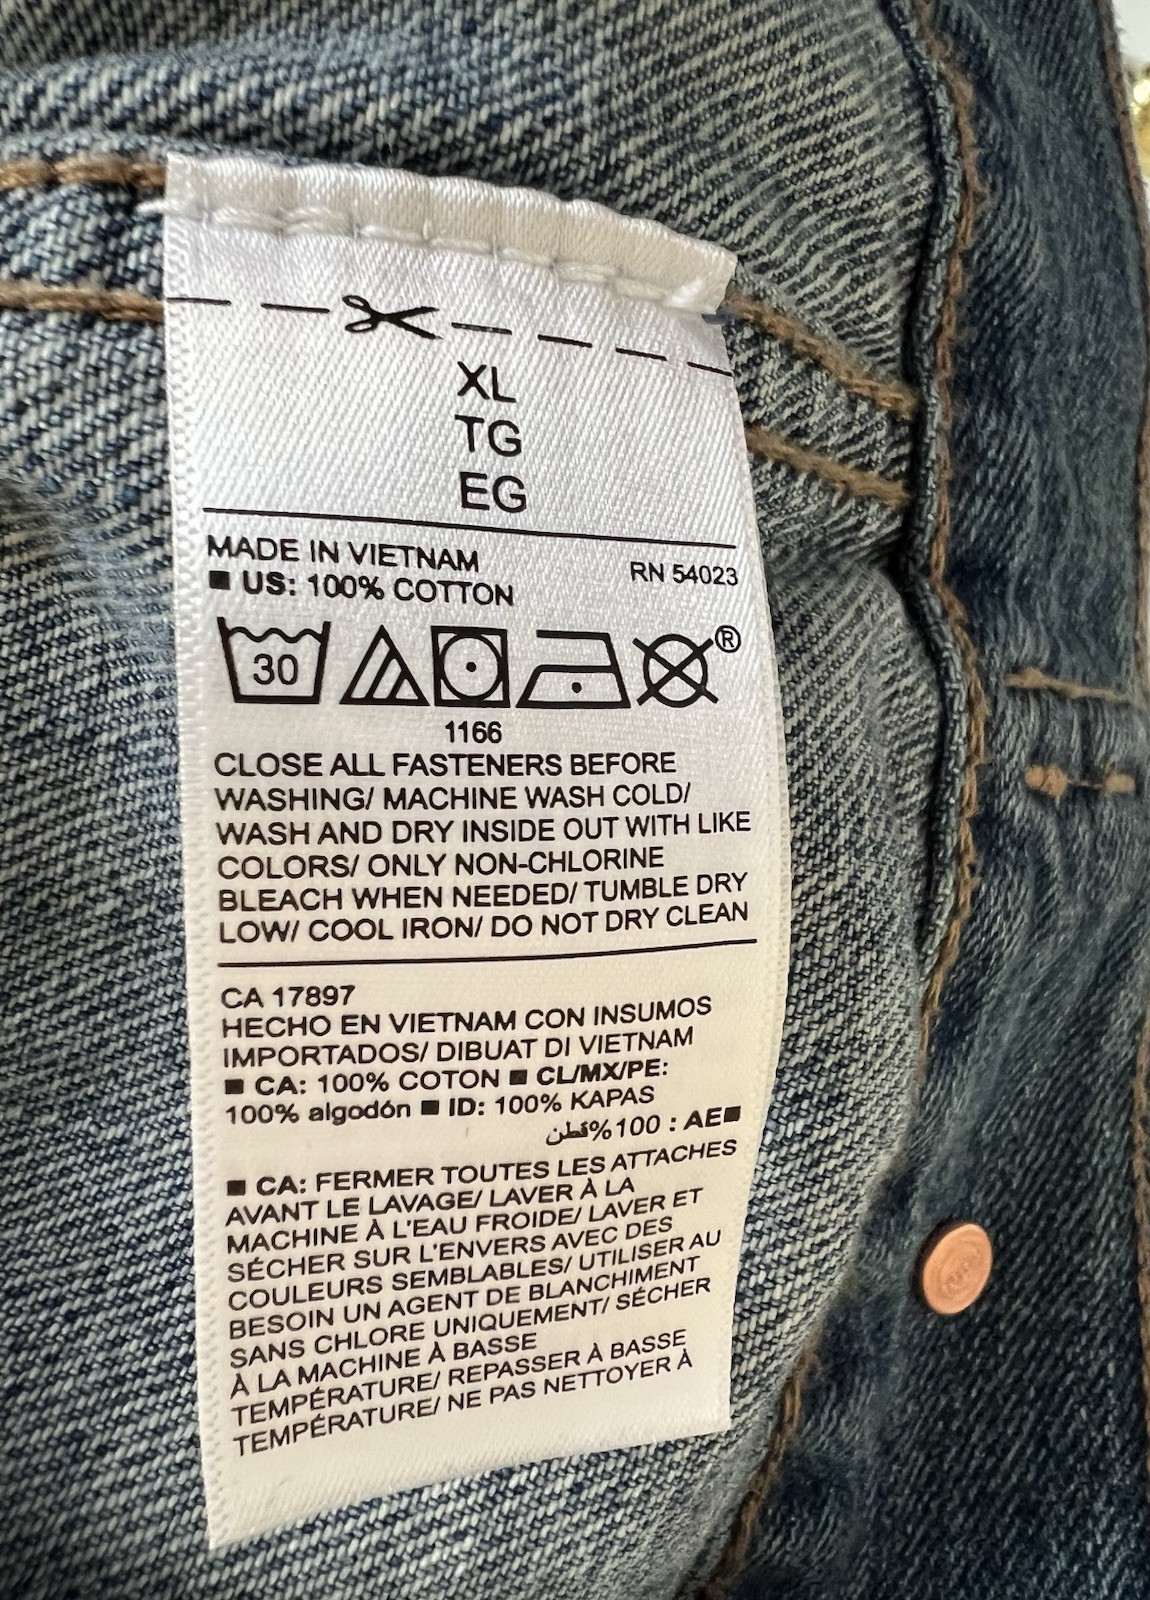 XL
TG
EG
MADE IN VIETNAM
RN 54023
■ US: 100% COTTON
30
®
1166
CLOSE ALL FASTENERS BEFORE
WASHING/ MACHINE WASH COLD/
WASH AND DRY INSIDE OUT WITH LIKE
COLORS/ ONLY NON-CHLORINE
BLEACH WHEN NEEDED/ TUMBLE DRY
LOW/ COOL IRON/ DO NOT DRY CLEAN
CA 17897
HECHO EN VIETNAM CON INSUMOS
IMPORTADOS/ DIBUAT DI VIETNAM
■ CA: 100% COTON ■ CL/MX/PE:
100% algodón ■ ID: 100% KAPAS
■AE : 100%قطن
■ CA: FERMER TOUTES LES ATTACHES
AVANT LE LAVAGE/ LAVER À LA
MACHINE À L'EAU FROIDE/ LAVER ET
SÉCHER SUR L'ENVERS AVEC DES
COULEURS SEMBLABLES/ UTILISER AU
BESOIN UN AGENT DE BLANCHIMENT
SANS CHLORE UNIQUEMENT/ SÉCHER
À LA MACHINE À BASSE
TEMPÉRATURE/ REPASSER À BASSE
TEMPÉRATURE/ NE PAS NETTOYER À